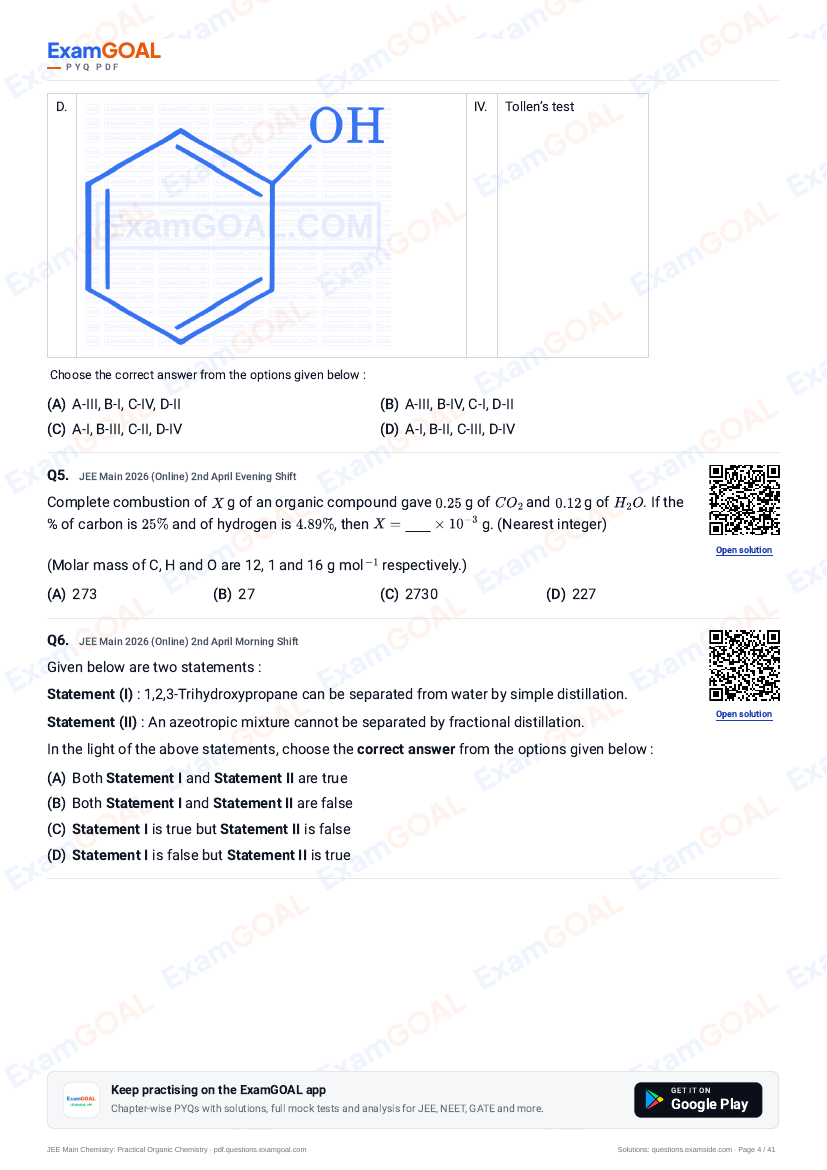 ExamGOAL
PYQ PDF
D.
OH
IV.
Tollen's test
ExamGOAL.COM
Choose the correct answer from the options given below :
(A) A-III, B-I, C-IV, D-II
(B) A-III, B-IV, C-I, D-II
(C) A-I, B-III, C-II, D-IV
(D) A-I, B-II, C-III, D-IV
Q5. JEE Main 2026 (Online) 2nd April Evening Shift
Complete combustion of X g of an organic compound gave 0.25 g of CO₂ and 0.12 g of H₂O. If the
% of carbon is 25% and of hydrogen is 4.89%, then X = ___ × 10⁻³ g. (Nearest integer)
Open solution
(Molar mass of C, H and O are 12, 1 and 16 g mol⁻¹ respectively.)
(A) 273
(B) 27
(C) 2730
(D) 227
Q6. JEE Main 2026 (Online) 2nd April Morning Shift
Given below are two statements :
Statement (I) : 1,2,3-Trihydroxypropane can be separated from water by simple distillation.
Open solution
Statement (II) : An azeotropic mixture cannot be separated by fractional distillation.
In the light of the above statements, choose the correct answer from the options given below :
(A) Both Statement I and Statement II are true
(B) Both Statement I and Statement II are false
(C) Statement I is true but Statement II is false
(D) Statement I is false but Statement II is true
ExamGOAL
Keep practising on the ExamGOAL app
Chapter-wise PYQs with solutions, full mock tests and analysis for JEE, NEET, GATE and more.
GET IT ON
Google Play
JEE Main Chemistry: Practical Organic Chemistry · pdf.questions.examgoal.com
Solutions: questions.examside.com · Page 4 / 41